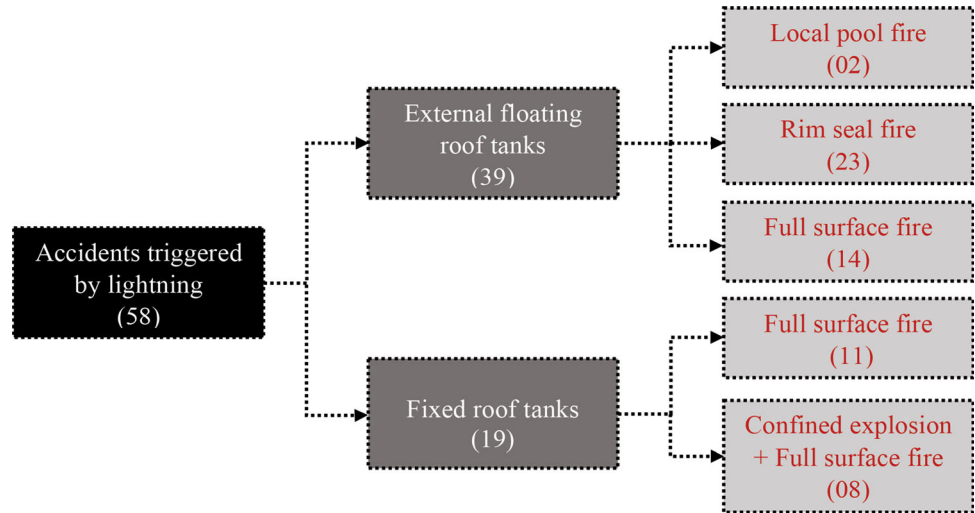 Accidents triggered
by lightning
(58)
External floating
roof tanks
(39)
Fixed roof tanks
(19)
Local pool fire
(02)
Rim seal fire
(23)
Full surface fire
(14)
Full surface fire
(11)
Confined explosion
+ Full surface fire
(08)